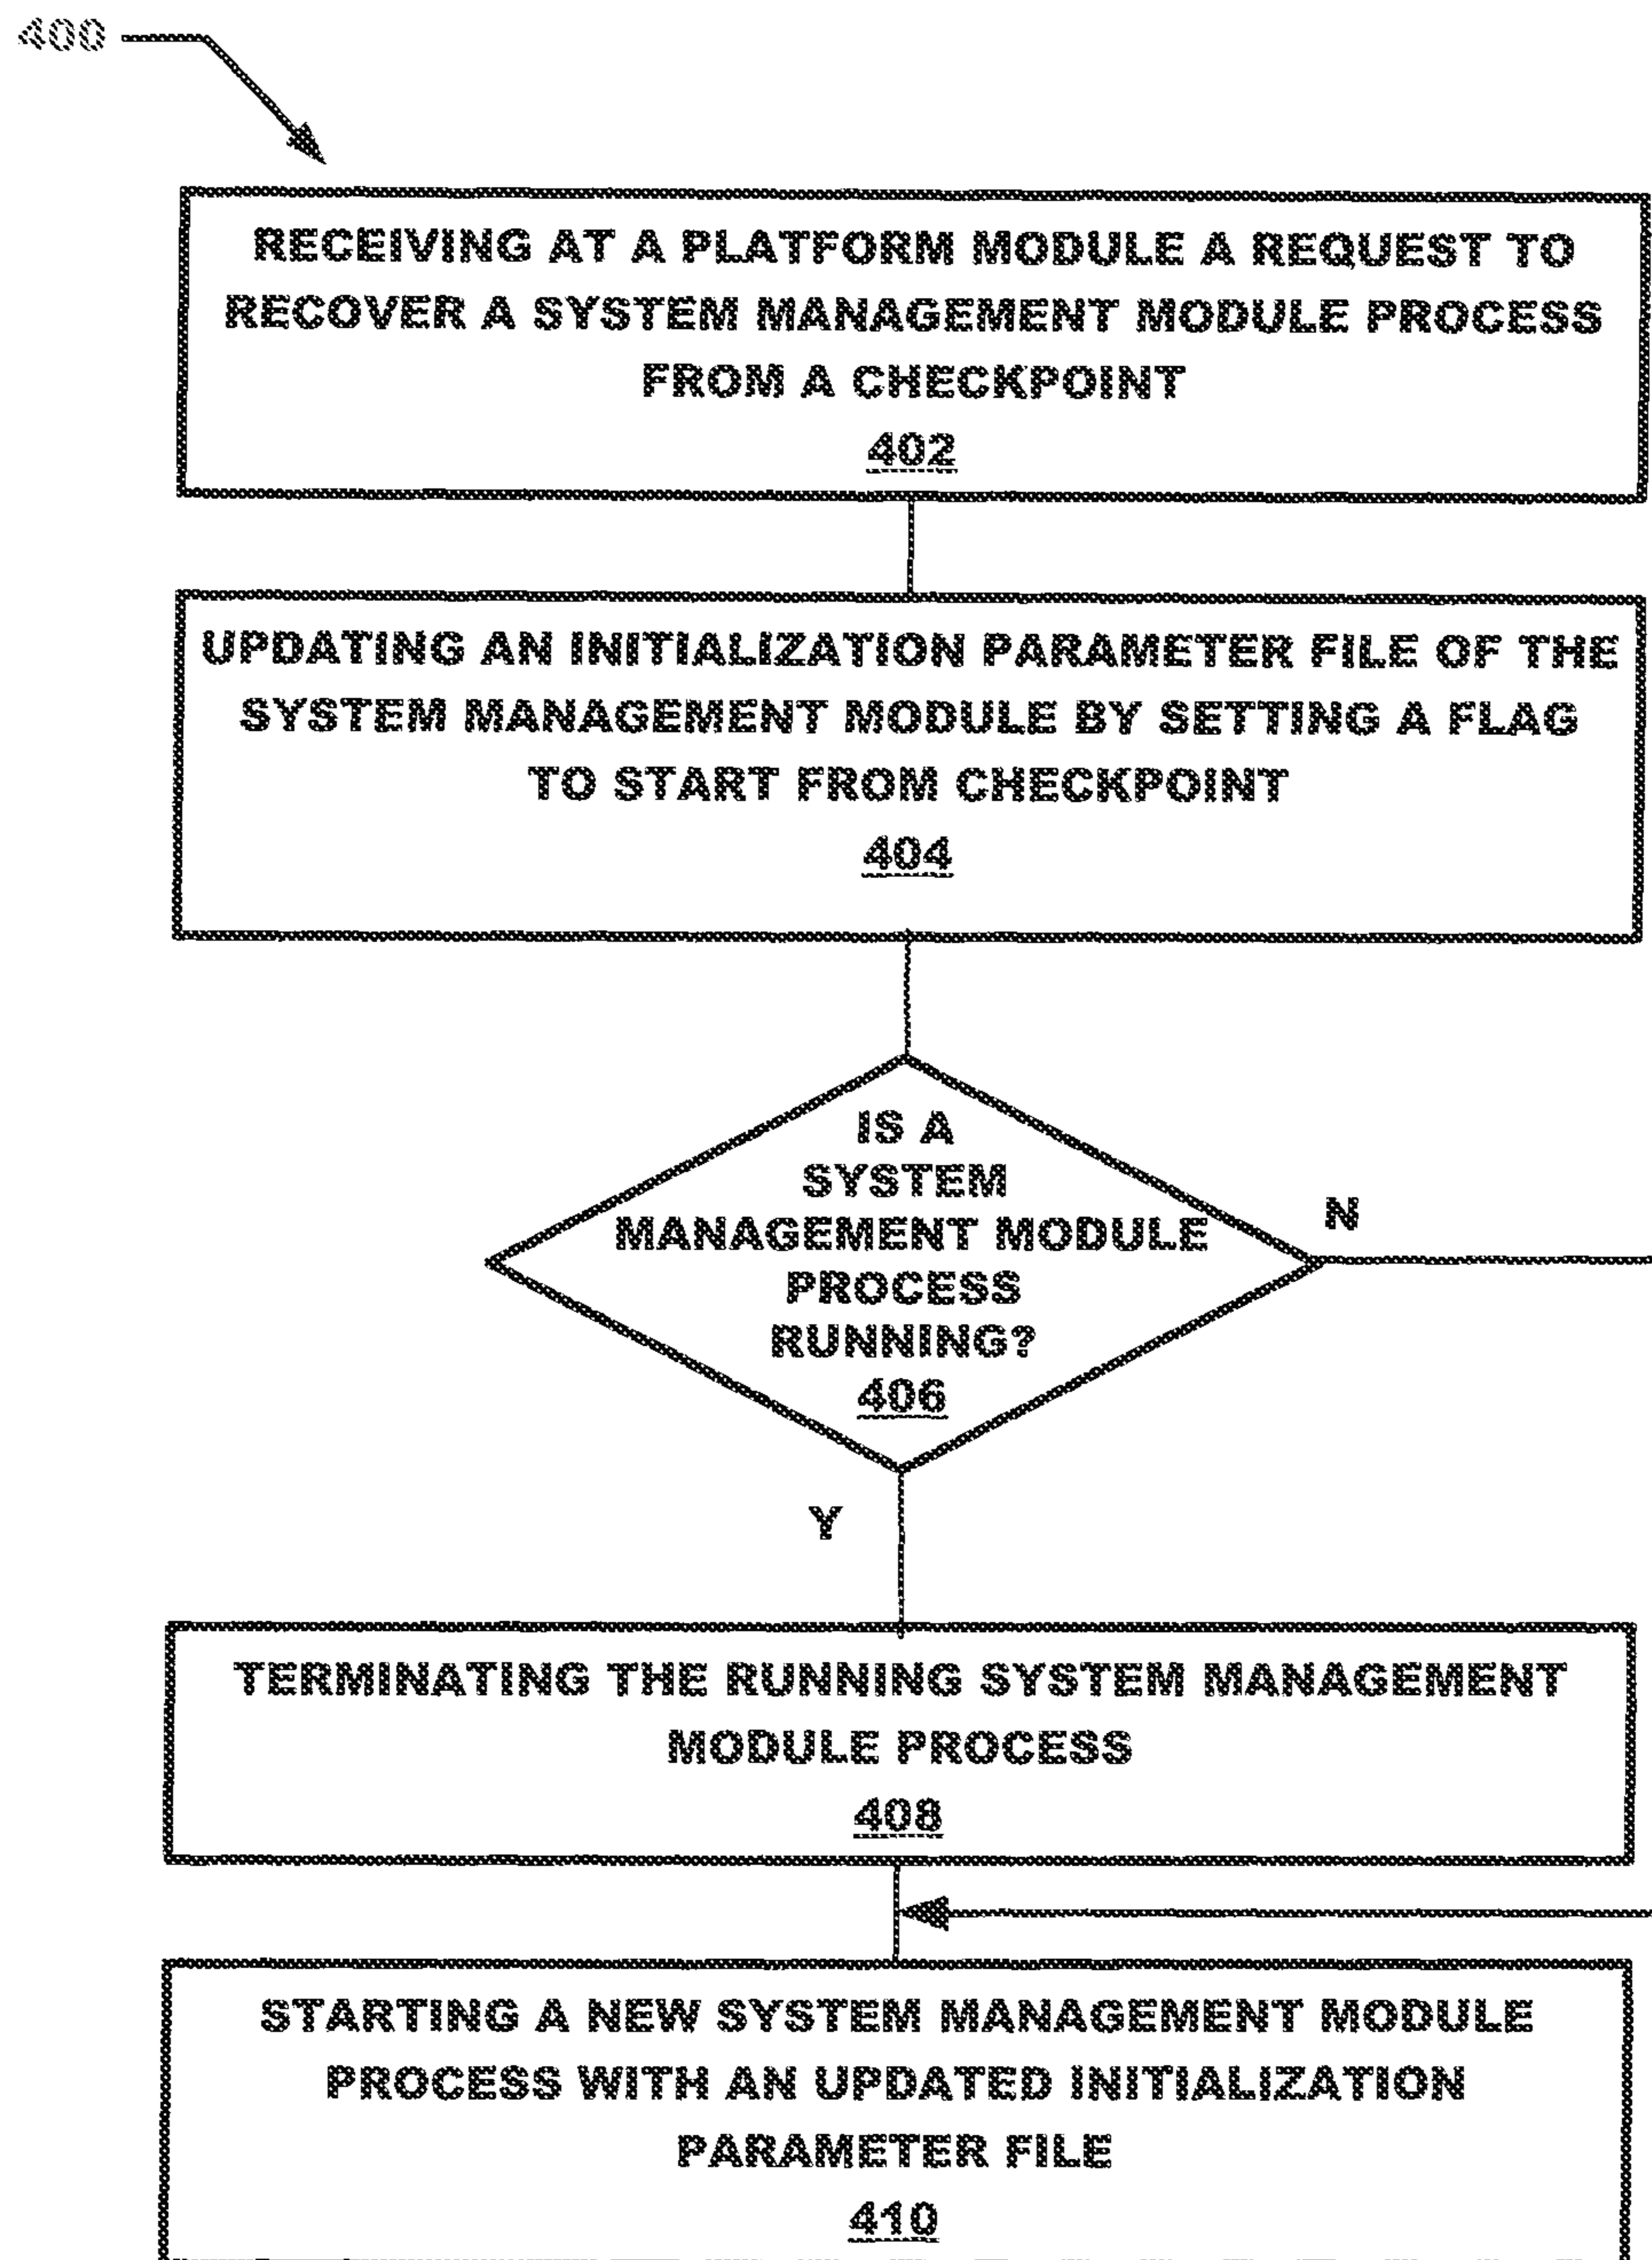 400
RECEIVING AT A PLATFORM MODULE A REQUEST TO
RECOVER A SYSTEM MANAGEMENT MODULE PROCESS
FROM A CHECKPOINT
402
UPDATING AN INITIALIZATION PARAMETER FILE OF THE
SYSTEM MANAGEMENT MODULE BY SETTING A FLAG
TO START FROM CHECKPOINT
404
IS A
SYSTEM
MANAGEMENT MODULE
PROCESS
RUNNING?
406
N
Y
TERMINATING THE RUNNING SYSTEM MANAGEMENT
MODULE PROCESS
408
STARTING A NEW SYSTEM MANAGEMENT MODULE
PROCESS WITH AN UPDATED INITIALIZATION
PARAMETER FILE
410